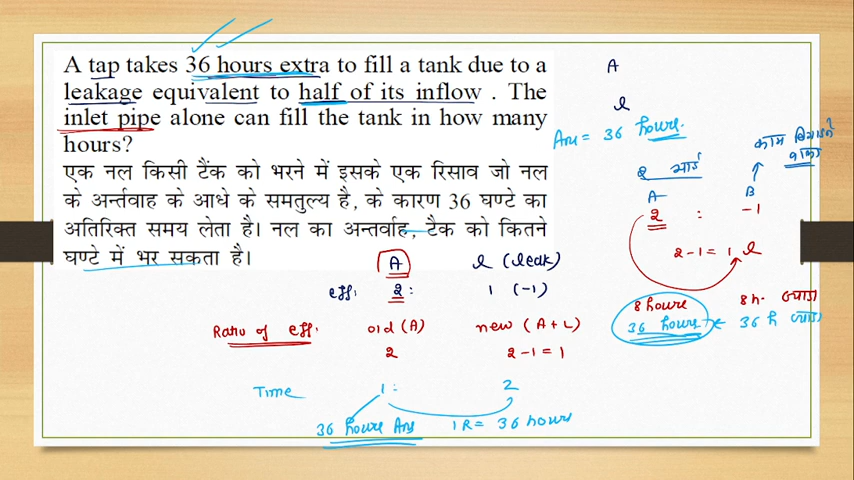 A tap takes 36 hours extra to fill a tank due to a
leakage equivalent to half of its inflow . The
inlet pipe alone can fill the tank in how many
hours?
एक नल किसी टैंक को भरने में इसके एक रिसाव जो नल
के अर्न्तवाह के आधे के समतुल्य है, के कारण 36 घण्टे का
अतिरिक्त समय लेता है। नल का अन्तर्वाह, टैक को कितने
घण्टे में भर सकता है।
A
l
Ans = 36 hours.
काम
2 भाई
A B
2 : -1
2-1 = 1 l
8 hours 8h. ज्यादा
36 hours 36 h ज्यादा
A l (leak)
eff: 2: 1 (-1)
Ratio of eff: old (A) new (A+L)
2 2-1=1
Time 1: 2
36 hours Ans 1R = 36 hours